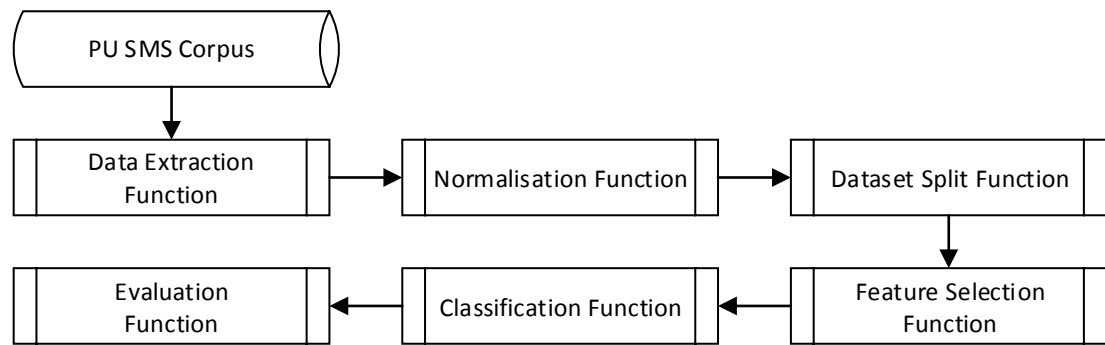 PU SMS Corpus
Data Extraction
Function
Normalisation Function
Dataset Split Function
Feature Selection
Function
Classification Function
Evaluation
Function